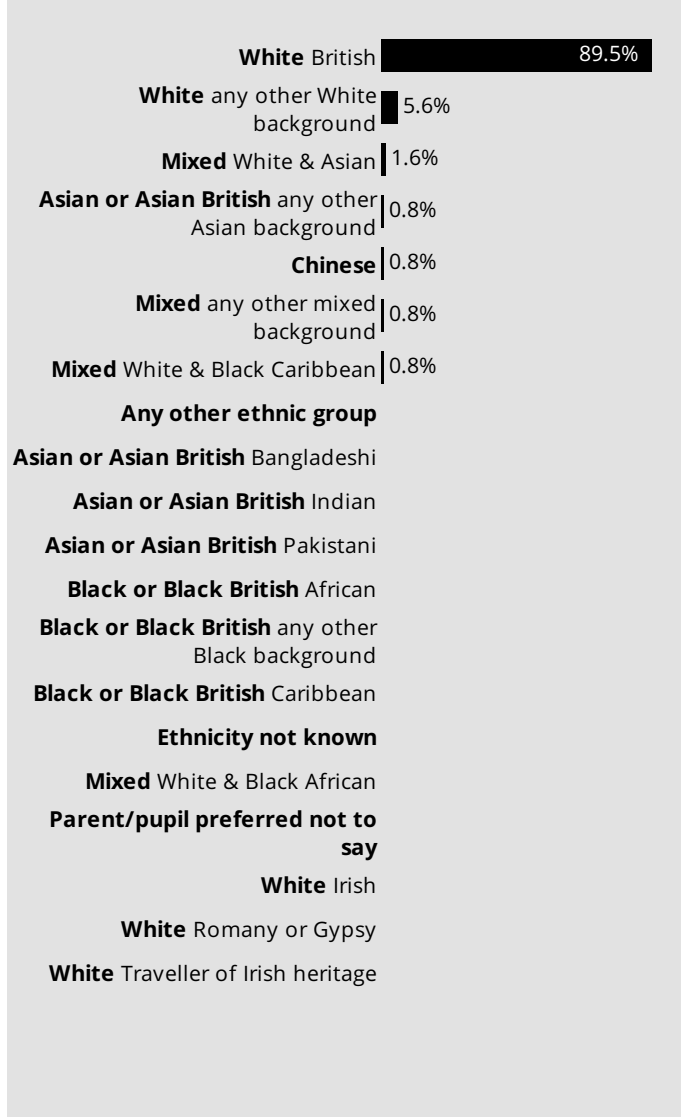 White British 89.5%
White any other White
background 5.6%
Mixed White & Asian 1.6%
Asian or Asian British any other
Asian background 0.8%
Chinese 0.8%
Mixed any other mixed
background 0.8%
Mixed White & Black Caribbean 0.8%
Any other ethnic group
Asian or Asian British Bangladeshi
Asian or Asian British Indian
Asian or Asian British Pakistani
Black or Black British African
Black or Black British any other
Black background
Black or Black British Caribbean
Ethnicity not known
Mixed White & Black African
Parent/pupil preferred not to
say
White Irish
White Romany or Gypsy
White Traveller of Irish heritage